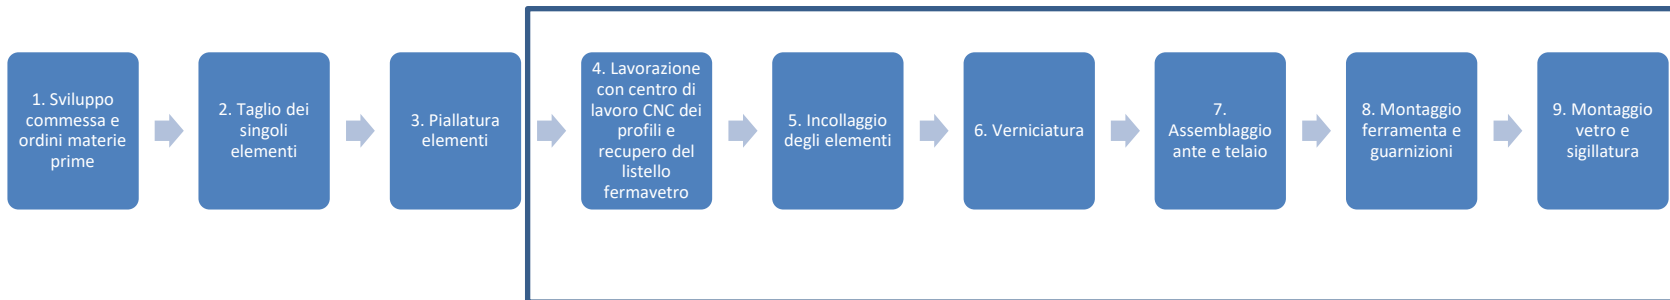 1. Sviluppo
commessa e
ordini materie
prime
2. Taglio dei
singoli
elementi
3. Piallatura
elementi
4. Lavorazione
con centro di
lavoro CNC dei
profili e
recupero del
listello
fermavetro
5. Incollaggio
degli elementi
6. Verniciatura
7.
Assemblaggio
ante e telaio
8. Montaggio
ferramenta e
guarnizioni
9. Montaggio
vetro e
sigillatura